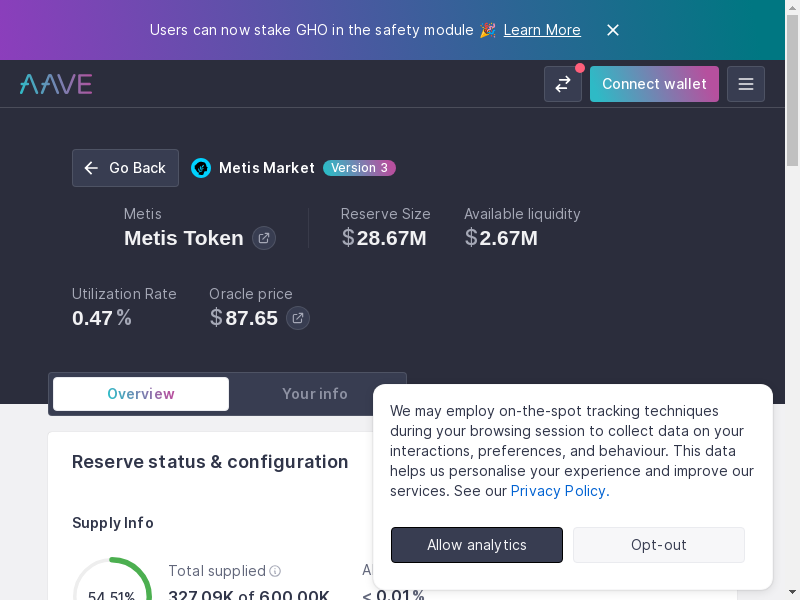 Users can now stake GHO in the safety module 🎉 Learn More
AAVE
Connect wallet
Go Back
Metis Market Version 3
Metis
Metis Token
Reserve Size
$28.67M
Available liquidity
$2.67M
Utilization Rate
0.47%
Oracle price
$87.65
Overview
Your info
We may employ on-the-spot tracking techniques
during your browsing session to collect data on your
interactions, preferences, and behaviour. This data
helps us personalise your experience and improve our
services. See our Privacy Policy.
Allow analytics
Opt-out
Reserve status & configuration
Supply Info
54.51%
Total supplied
327.09K of 600.00K
< 0.01%